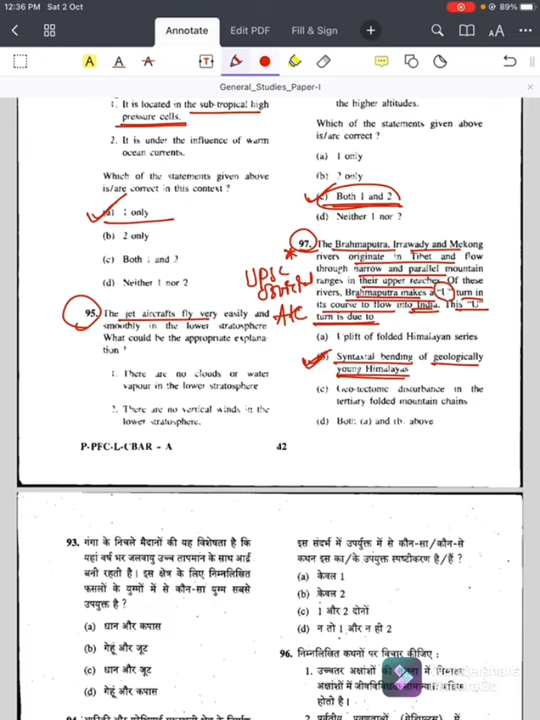 12:36 PM Sat 2 Oct
89%
Annotate
Edit PDF
Fill & Sign
General_Studies_Paper-I
1. It is located in the sub-tropical high
pressure cells.
2. It is under the influence of warm
ocean currents.
Which of the statements given above
is/are correct in this context ?
(a) 1 only
(b) 2 only
(c) Both 1 and 2
(d) Neither 1 nor 2
95. The jet aircrafts fly very easily and
smoothly in the lower stratosphere
What could be the appropriate explana-
tion ?
1. There are no clouds or water
vapour in the lower stratosphere
2. There are no vertical winds in the
lower stratosphere.
the higher altitudes.
Which of the statements given above
is/are correct ?
(a) 1 only
(b) 2 only
(c) Both 1 and 2
(d) Neither 1 nor 2
97. The Brahmaputra, Irrawady and Mekong
rivers originate in Tibet and flow
through narrow and parallel mountain
ranges in their upper reaches Of these
rivers, Brahmaputra makes a "U" turn in
its course to flow into India This "U"
turn is due to
UPSC
official
A/C
(a) Uplift of folded Himalayan series
(b) Syntaxial bending of geologically
young Himalayas
(c) Geo-tectonic disturbance in the
tertiary folded mountain chains
(d) Both (a) and (b) above
P-PFC-L-CBAR – A
42
93. गंगा के निचले मैदानों की यह विशेषता है कि
यहां वर्ष भर जलवायु उच्च तापमान के साथ आर्द्र
बनी रहती है। इस क्षेत्र के लिए निम्नलिखित
फसलों के युग्मों में से कौन-सा युग्म सबसे
उपयुक्त है ?
(a) धान और कपास
(b) गेहूं और जूट
(c) धान और जूट
(d) गेहूं और कपास
इस संदर्भ में उपर्युक्त में से कौन-सा/कौन-से
कथन इस का/के उपयुक्त स्पष्टीकरण है/हैं ?
(a) केवल 1
(b) केवल 2
(c) 1 और 2 दोनों
(d) न तो 1 और न ही 2
96. निम्नलिखित कथनों पर विचार कीजिए :
1. उच्चतर अक्षांशों की तुलना में निम्नतर
अक्षांशों में जीवविविधता सामान्यतः अधिक
होती है।